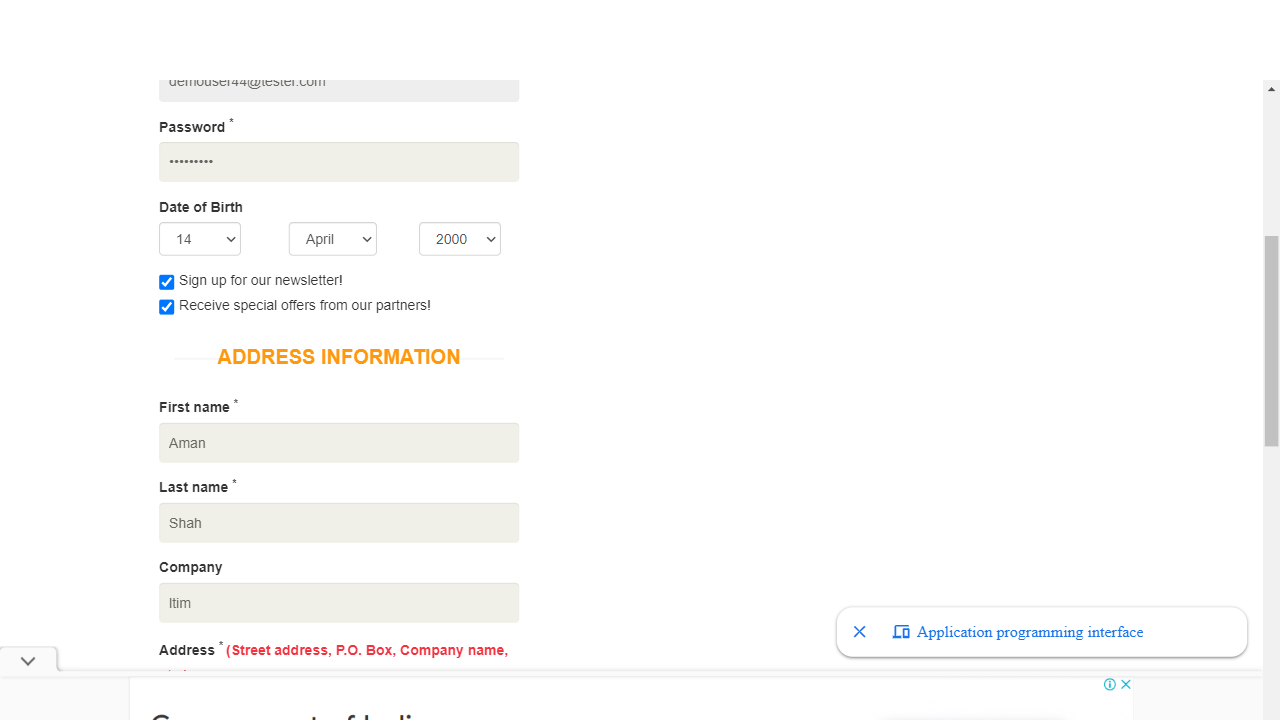 demouser44@tester.com
Password *
•••••••••
Date of Birth
14 April 2000
Sign up for our newsletter!
Receive special offers from our partners!
ADDRESS INFORMATION
First name *
Aman
Last name *
Shah
Company
Itim
Address * (Street address, P.O. Box, Company name,
Application programming interface